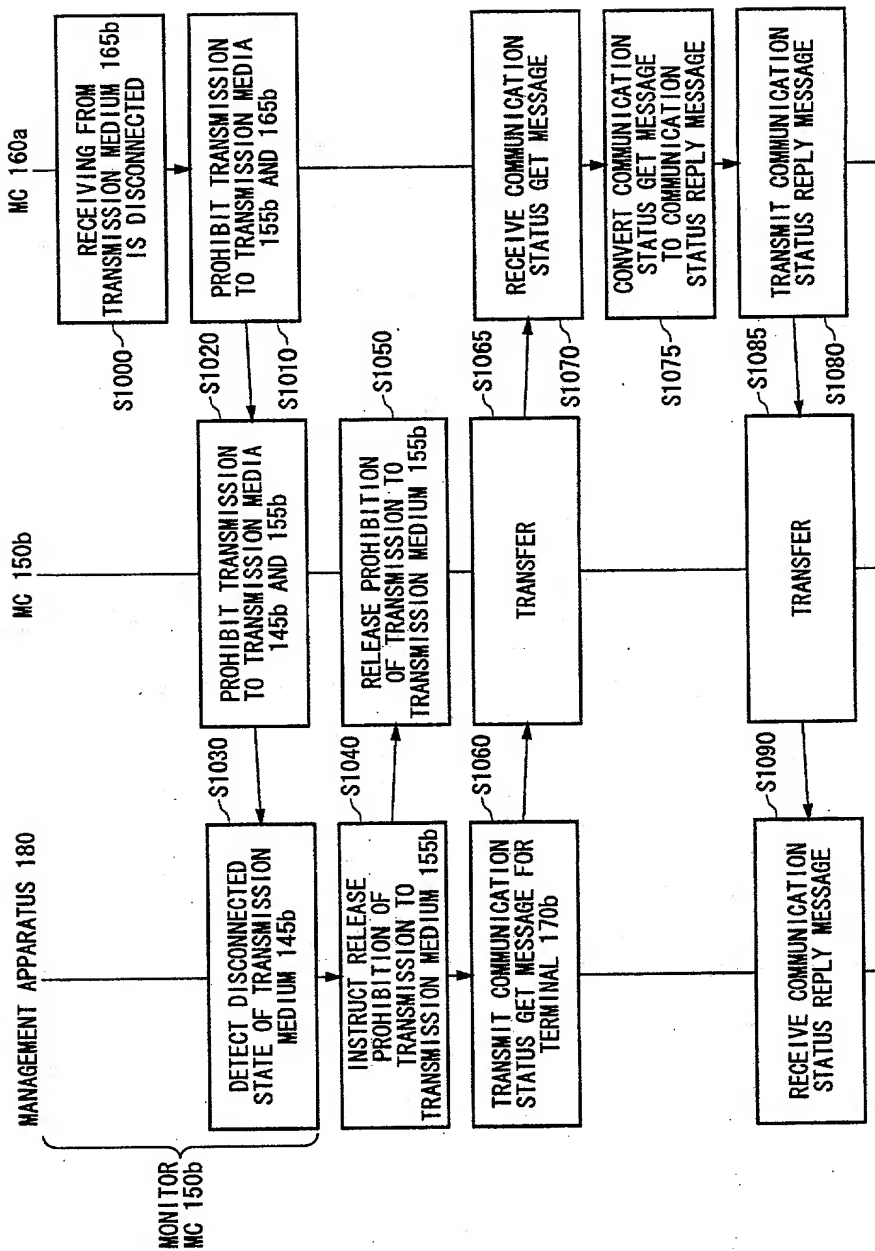 MANAGEMENT APPARATUS 180
MC 150b
MC 160a
MONITOR
MC 150b
RECEIVING FROM
TRANSMISSION MEDIUM 165b
IS DISCONNECTED
S1000
PROHIBIT TRANSMISSION
TO TRANSMISSION MEDIA
155b AND 165b
S1010
PROHIBIT TRANSMISSION
TO TRANSMISSION MEDIA
145b AND 155b
S1020
DETECT DISCONNECTED
STATE OF TRANSMISSION
MEDIUM 145b
S1030
INSTRUCT RELEASE
PROHIBITION OF
TRANSMISSION TO
TRANSMISSION MEDIUM 155b
S1040
RELEASE PROHIBITION
OF TRANSMISSION TO
TRANSMISSION MEDIUM 155b
S1050
TRANSMIT COMMUNICATION
STATUS GET MESSAGE FOR
TERMINAL 170b
S1060
TRANSFER
S1065
RECEIVE COMMUNICATION
STATUS GET MESSAGE
S1070
CONVERT COMMUNICATION
STATUS GET MESSAGE
TO COMMUNICATION
STATUS REPLY MESSAGE
S1075
TRANSMIT COMMUNICATION
STATUS REPLY MESSAGE
S1080
TRANSFER
S1085
RECEIVE COMMUNICATION
STATUS REPLY MESSAGE
S1090